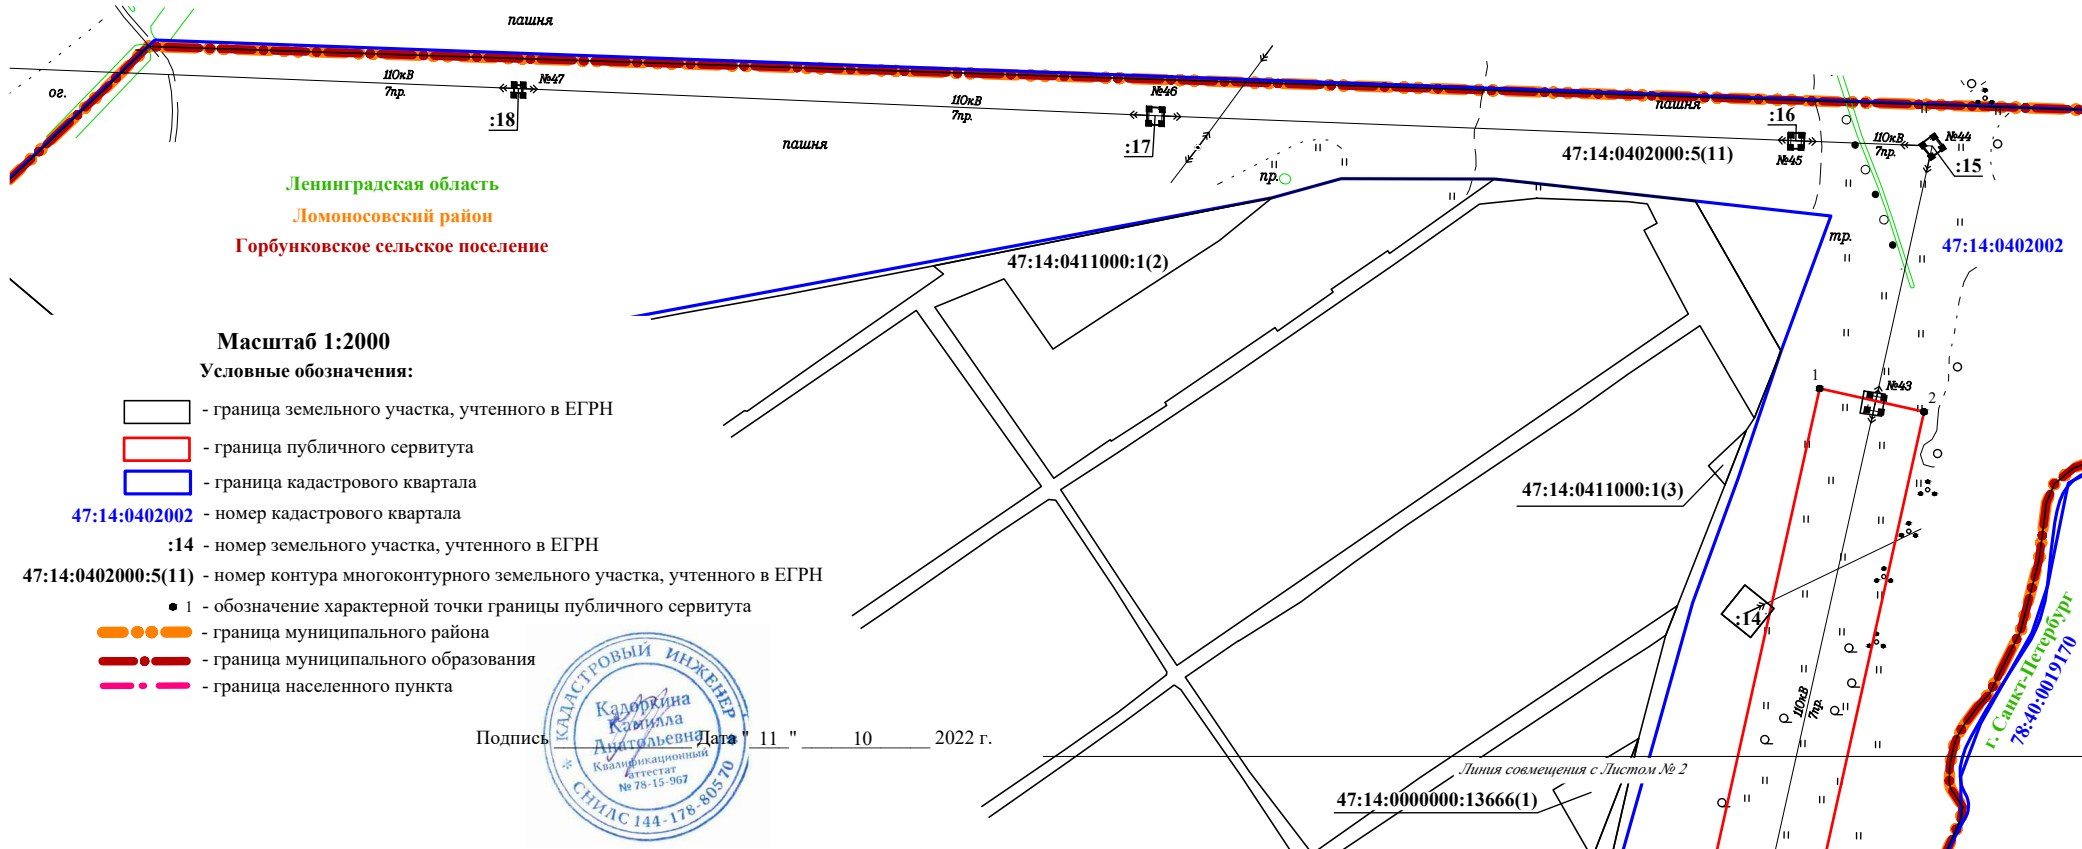 пашня
110кВ
7пр.
№47
ог.
:18
110кВ
7пр.
№46
:17
пашня
пашня
:16
№45
110кВ
7пр.
№44
:15
47:14:0402000:5(11)
пр.
Ленинградская область
Ломоносовский район
Горбунковское сельское поселение
47:14:0411000:1(2)
тр.
47:14:0402002
Масштаб 1:2000
Условные обозначения:
- граница земельного участка, учтенного в ЕГРН
- граница публичного сервитута
- граница кадастрового квартала
47:14:0402002 - номер кадастрового квартала
:14 - номер земельного участка, учтенного в ЕГРН
47:14:0402000:5(11) - номер контура многоконтурного земельного участка, учтенного в ЕГРН
1 - обозначение характерной точки границы публичного сервитута
- граница муниципального района
- граница муниципального образования
- граница населенного пункта
1
№43
2
47:14:0411000:1(3)
:14
110кВ
7пр.
г. Санкт-Петербург
78:40:0019170
КАДАСТРОВЫЙ ИНЖЕНЕР
Кадоркина
Камилла
Анатольевна
Квалификационный
аттестат
№ 78-15-967
СНИЛС 144-178-805 70
Подпись Дата " 11 " 10 2022 г.
Линия совмещения с Листом № 2
47:14:0000000:13666(1)